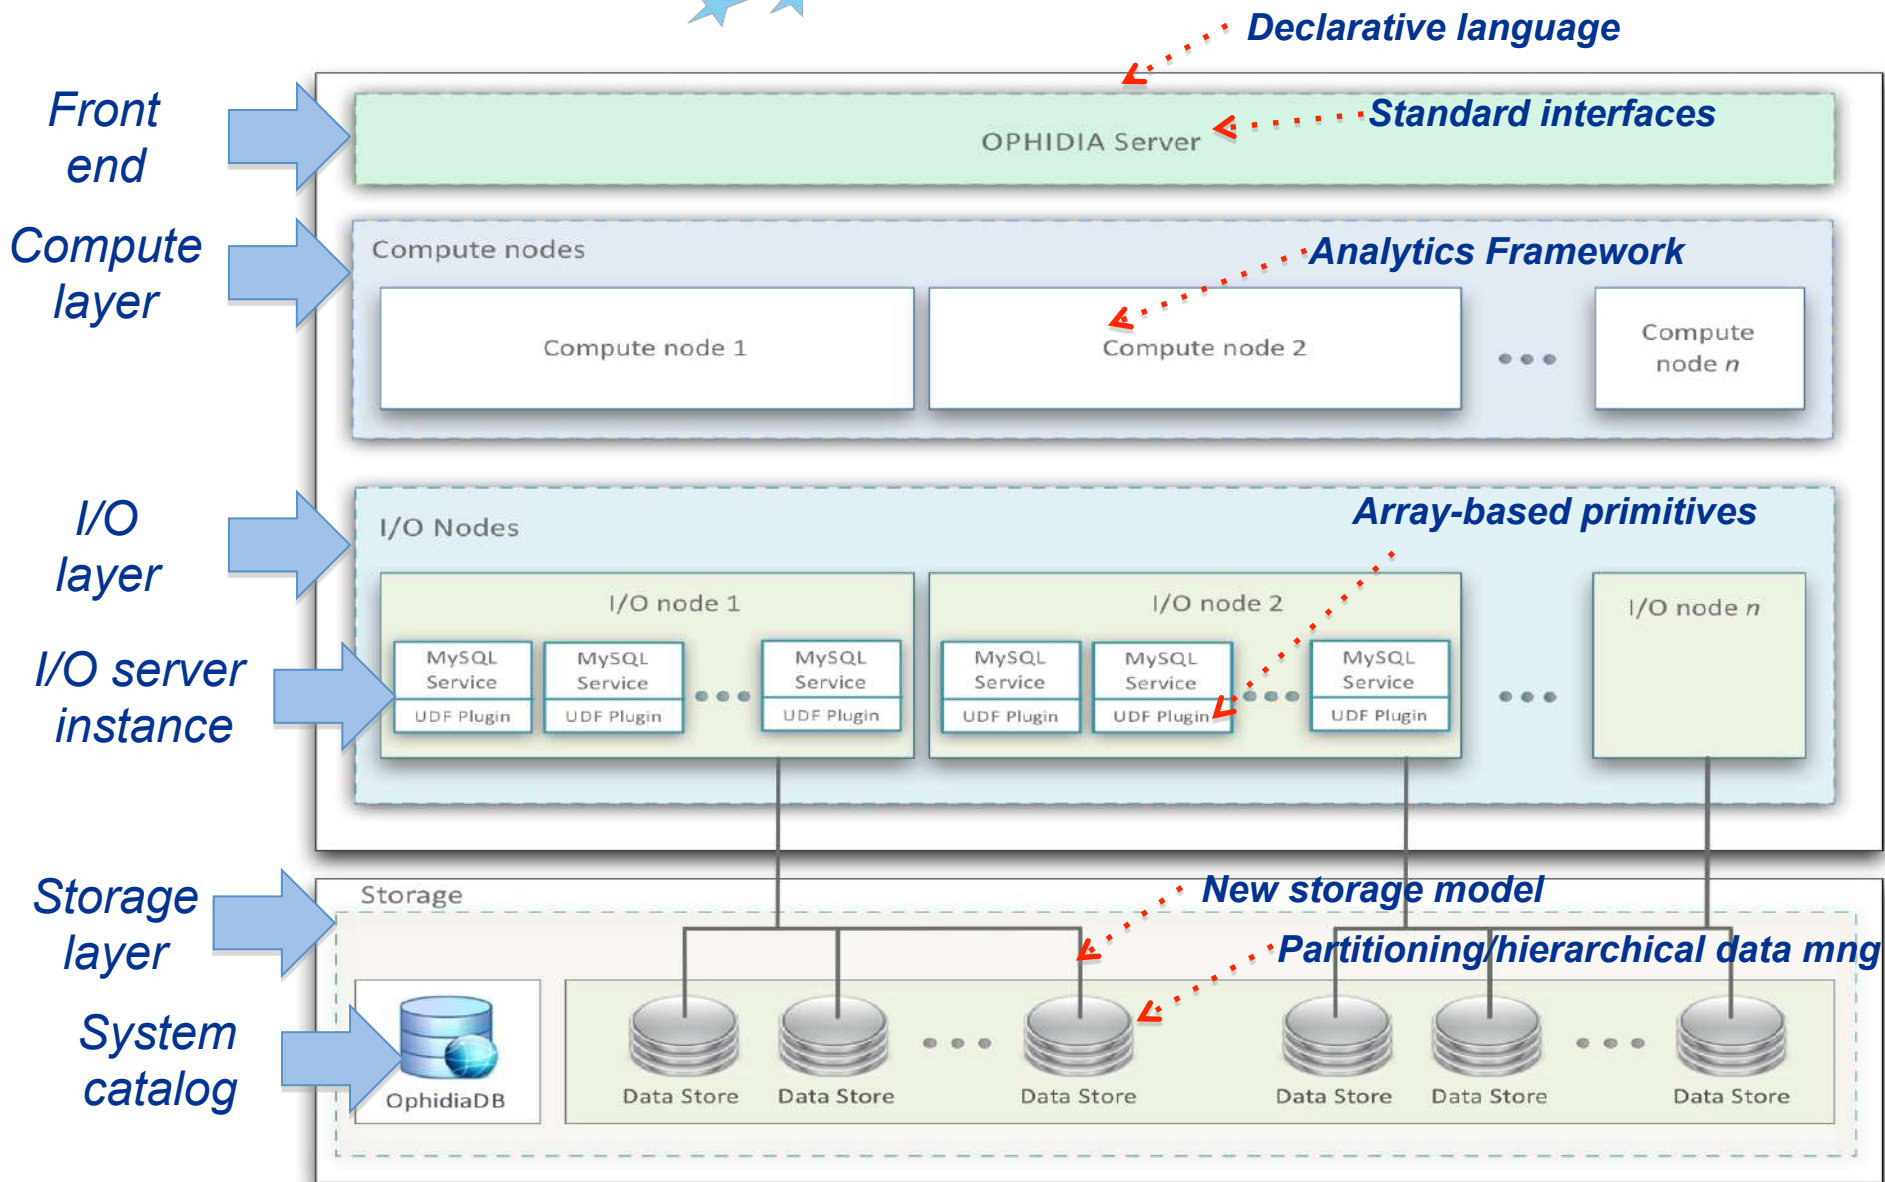 Declarative language
Front
end
Standard interfaces
OPHIDIA Server
Compute
layer
Compute nodes
Analytics Framework
Compute node 1
Compute node 2
Compute
node n
I/O
layer
I/O Nodes
Array-based primitives
I/O node 1
I/O node 2
I/O node n
I/O server
instance
MySQL
Service
UDF Plugin
MySQL
Service
UDF Plugin
MySQL
Service
UDF Plugin
MySQL
Service
UDF Plugin
MySQL
Service
UDF Plugin
MySQL
Service
UDF Plugin
Storage
layer
Storage
New storage model
Partitioning/hierarchical data mng
System
catalog
OphidiaDB
Data Store
Data Store
Data Store
Data Store
Data Store
Data Store